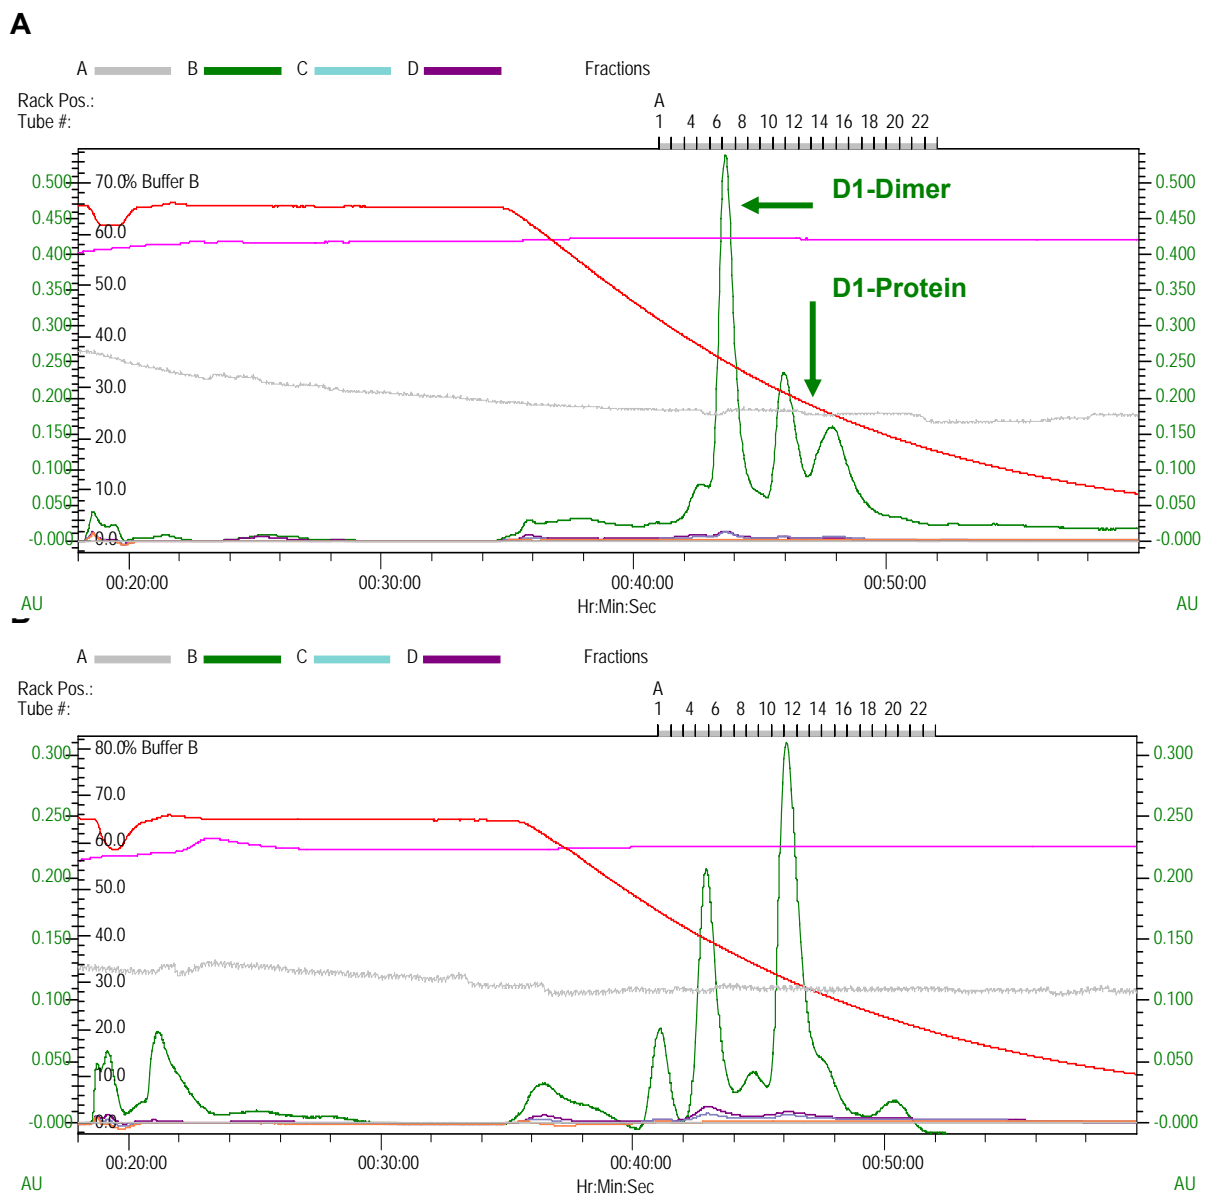 A
A B C D Fractions
Rack Pos.: A
Tube #: 1 4 6 8 10 12 14 16 18 20 22
0.500 70.0% Buffer B 0.500
D1-Dimer
0.450 60.0 0.450
0.400 0.400
0.350 50.0 0.350
D1-Protein
0.300 40.0 0.300
0.250 0.250
0.200 30.0 0.200
0.150 20.0 0.150
0.100 10.0 0.100
0.050 0.050
-0.000 0.0 -0.000
00:20:00 00:30:00 00:40:00 00:50:00
AU Hr:Min:Sec AU
A B C D Fractions
Rack Pos.: A
Tube #: 1 4 6 8 10 12 14 16 18 20 22
0.300 80.0% Buffer B 0.300
70.0
0.250 60.0 0.250
0.200 50.0 0.200
0.150 40.0 0.150
0.100 30.0 0.100
20.0
0.050 10.0 0.050
-0.000 0.0 -0.000
00:20:00 00:30:00 00:40:00 00:50:00
AU Hr:Min:Sec AU